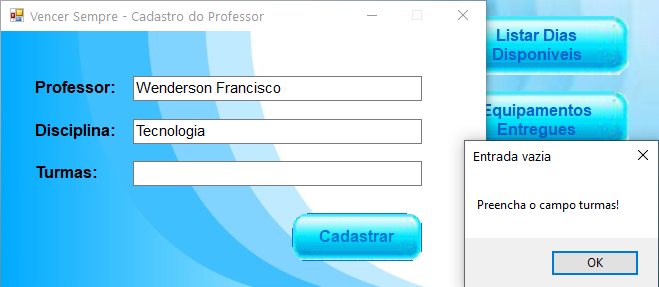 Vencer Sempre - Cadastro do Professor
Professor:
Wenderson Francisco
Disciplina:
Tecnologia
Turmas:
Cadastrar
Listar Dias
Disponíveis
Equipamentos
Entregues
Entrada vazia
Preencha o campo turmas!
OK